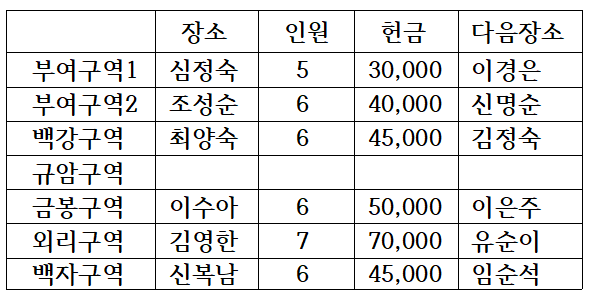 장소 인원 헌금 다음장소
부여구역1 심정숙 5 30,000 이경은
부여구역2 조성순 6 40,000 신명순
백강구역 최양숙 6 45,000 김정숙
규암구역
금봉구역 이수아 6 50,000 이은주
외리구역 김영한 7 70,000 유순이
백자구역 신복남 6 45,000 임순석